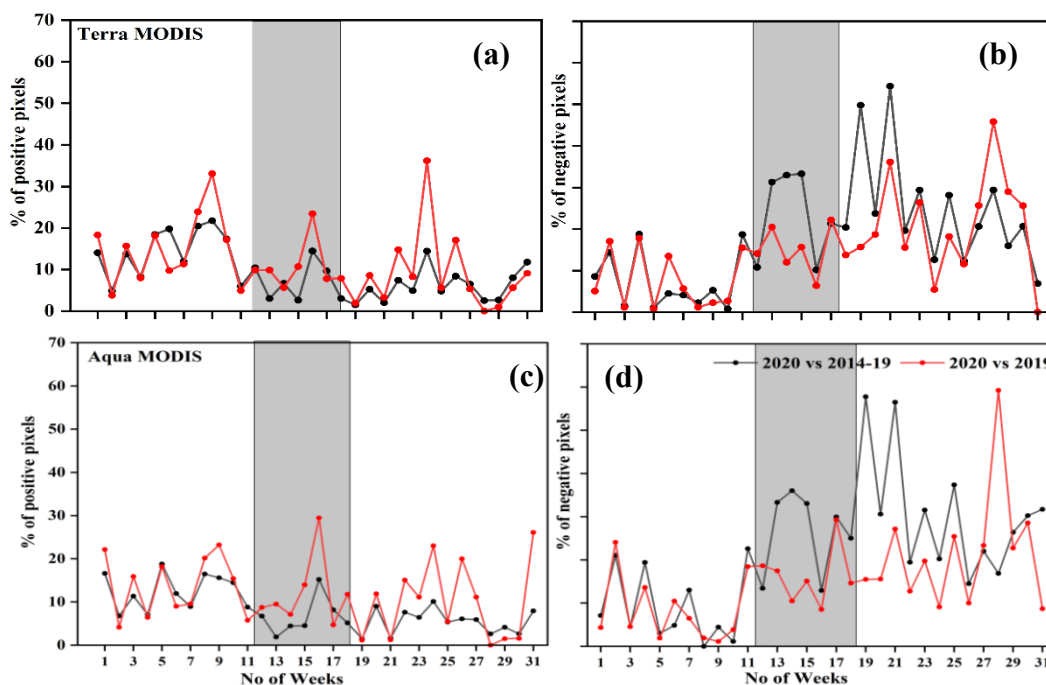 70
60
50
40
30
20
10
0
% of positive pixels
Terra MODIS
(a)
% of negative pixels
(b)
70
60
50
40
30
20
10
0
% of positive pixels
Aqua MODIS
(c)
1 3 5 7 9 11 13 15 17 19 21 23 25 27 29 31
No of Weeks
% of negative pixels
(d)
2020 vs 2014-19 2020 vs 2019
1 3 5 7 9 11 13 15 17 19 21 23 25 27 29 31
No of Weeks